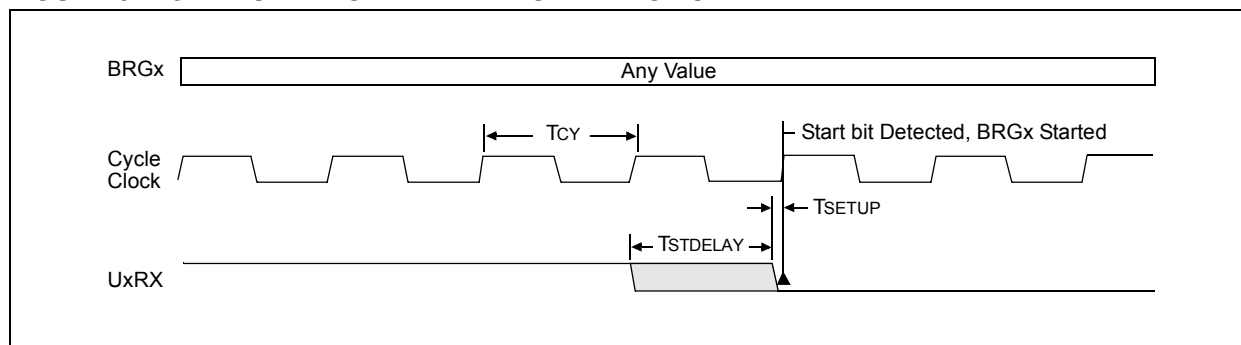 BRGx
Any Value
TCY
Start bit Detected, BRGx Started
Cycle
Clock
TSETUP
TSTDELAY
UxRX